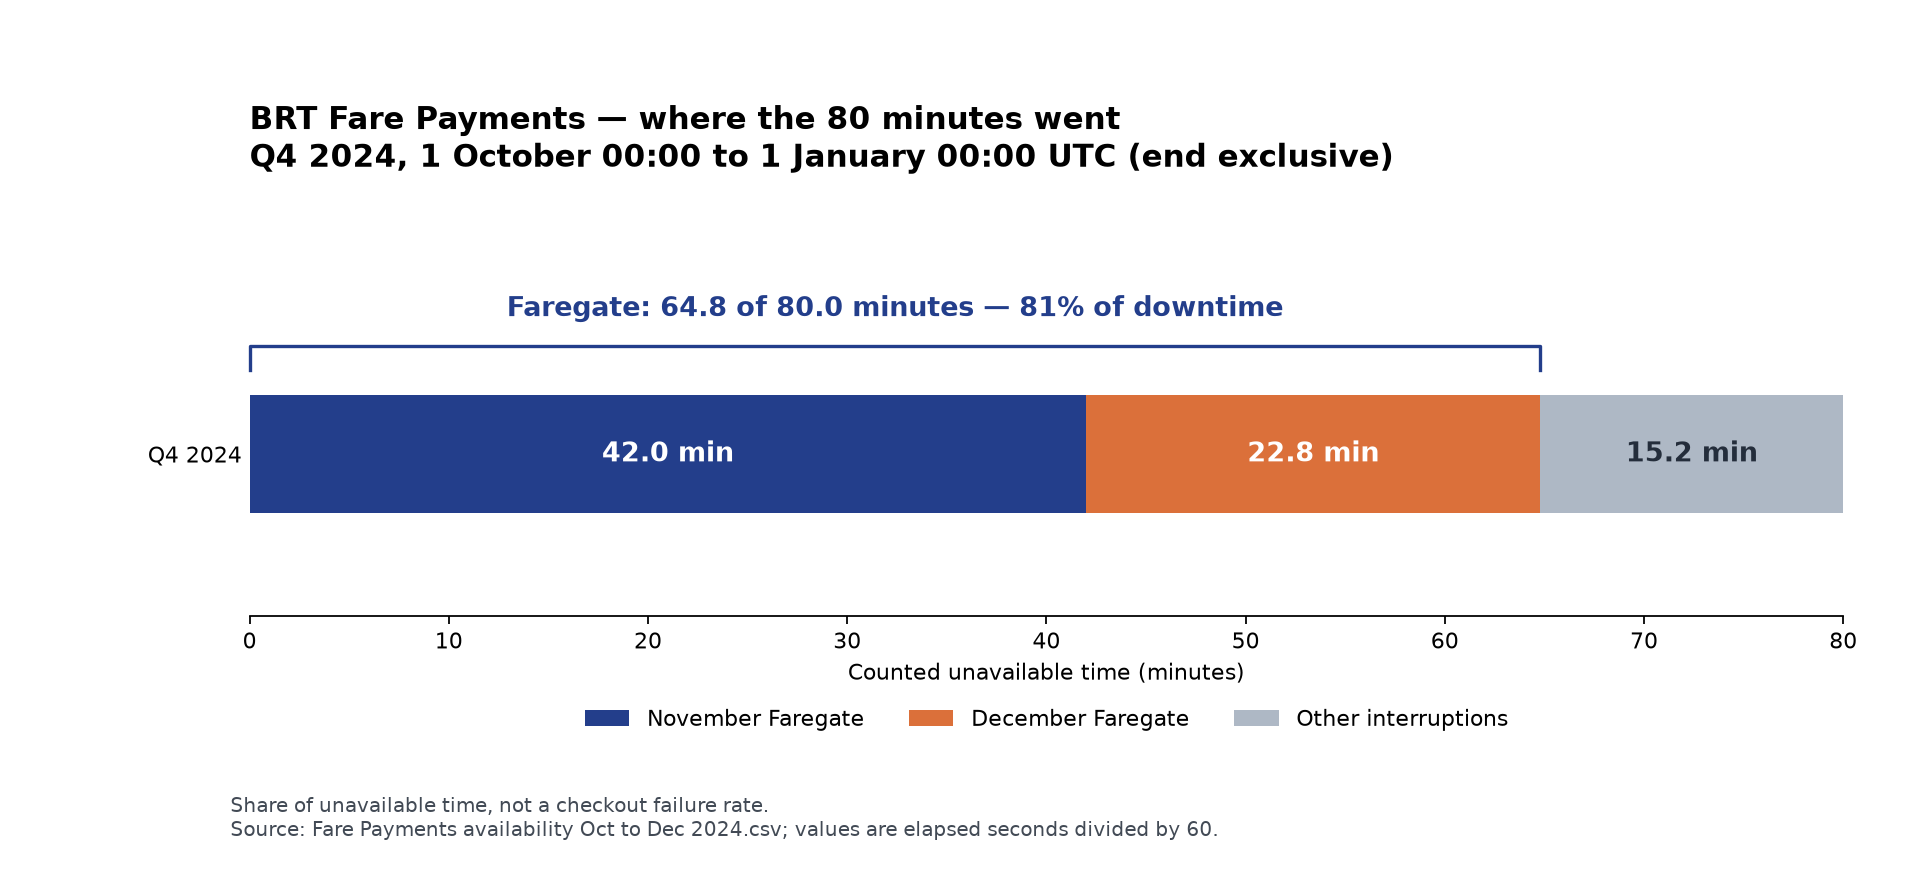 BRT Fare Payments — where the 80 minutes went
Q4 2024, 1 October 00:00 to 1 January 00:00 UTC (end exclusive)
Faregate: 64.8 of 80.0 minutes — 81% of downtime
Q4 2024
42.0 min
22.8 min
15.2 min
0
10
20
30
40
50
60
70
80
Counted unavailable time (minutes)
November Faregate
December Faregate
Other interruptions
Share of unavailable time, not a checkout failure rate.
Source: Fare Payments availability Oct to Dec 2024.csv; values are elapsed seconds divided by 60.